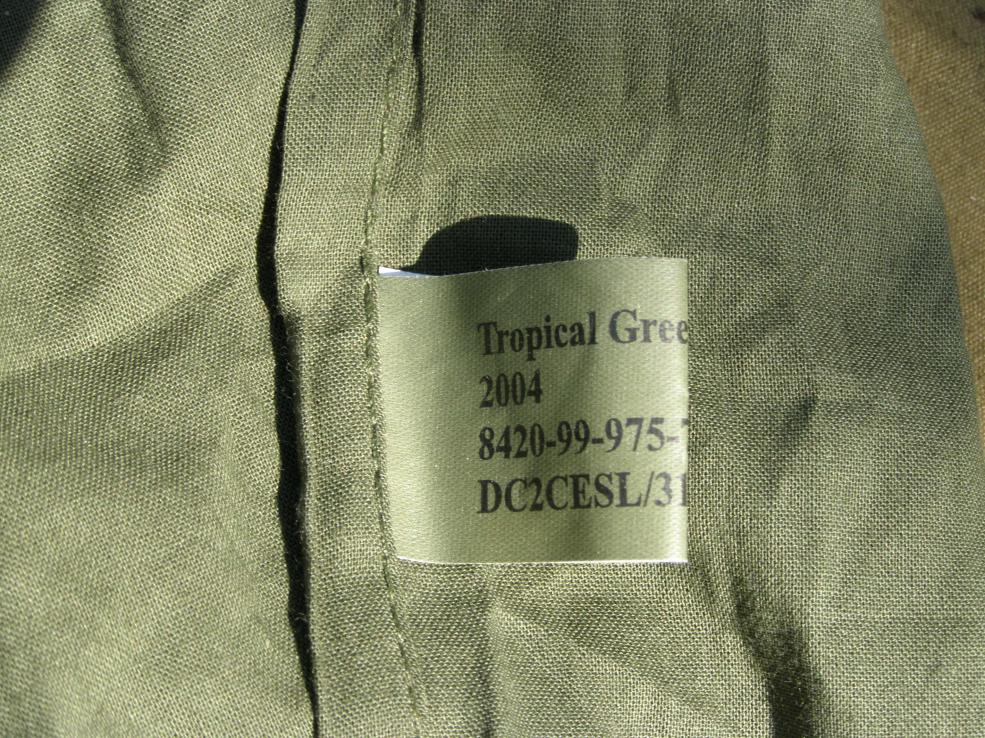 Tropical Gree
2004
8420-99-975-
DC2CESL/31